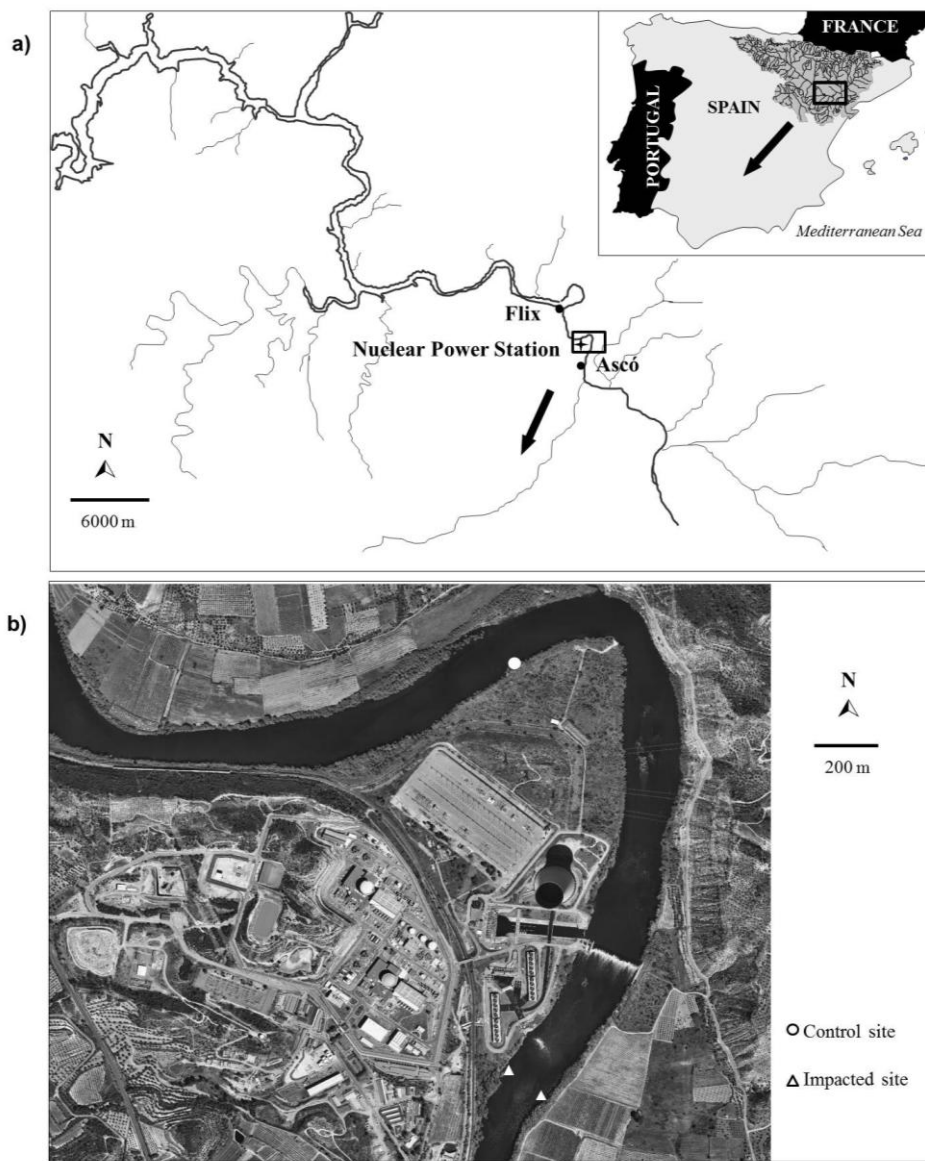 a)
FRANCE
PORTUGAL
SPAIN
Mediterranean Sea
Flix
Nuclear Power Station
Ascó
N
6000 m
b)
N
200 m
Control site
Impacted site